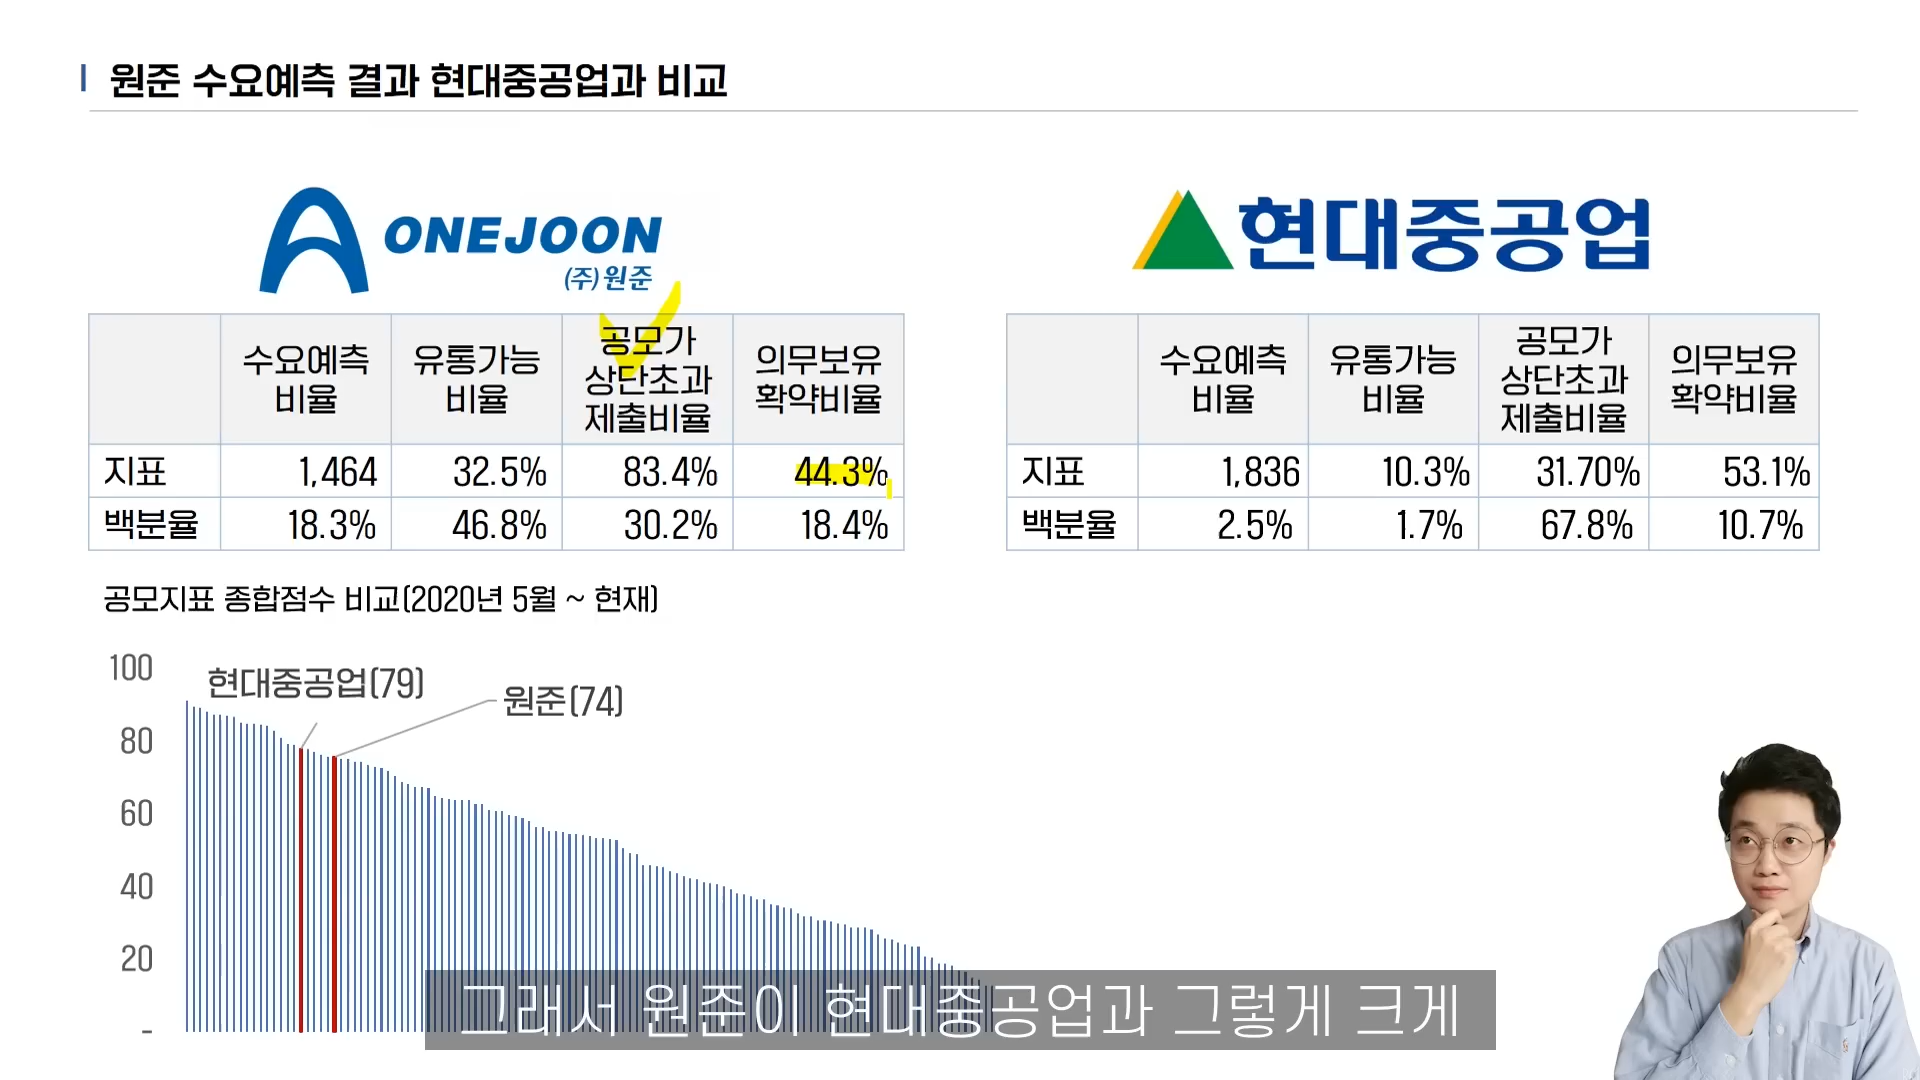 원준 수요예측 결과 현대중공업과 비교
ONEJOON
(주)원준
현대중공업
수요예측 비율
유통가능 비율
공모가 상단초과 제출비율
의무보유 확약비율
지표 1,464 32.5% 83.4% 44.3%
백분율 18.3% 46.8% 30.2% 18.4%
수요예측 비율
유통가능 비율
공모가 상단초과 제출비율
의무보유 확약비율
지표 1,836 10.3% 31.70% 53.1%
백분율 2.5% 1.7% 67.8% 10.7%
공모지표 종합점수 비교(2020년 5월 ~ 현재)
100
현대중공업(79)
원준(74)
80
60
40
20
-
그래서 원준이 현대중공업과 그렇게 크게